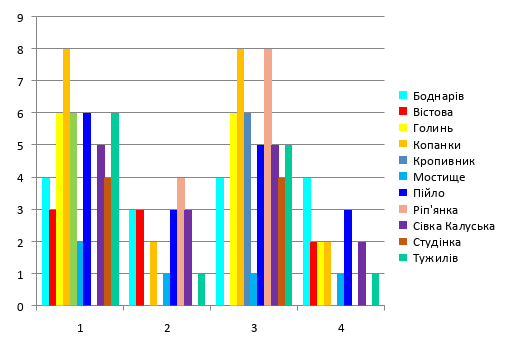 9
8
7
6
5
4
3
2
1
0
1 2 3 4
Боднарів
Вістова
Голинь
Копанки
Кропивник
Мостище
Пійло
Ріп'янка
Сівка Калуська
Студінка
Тужилів